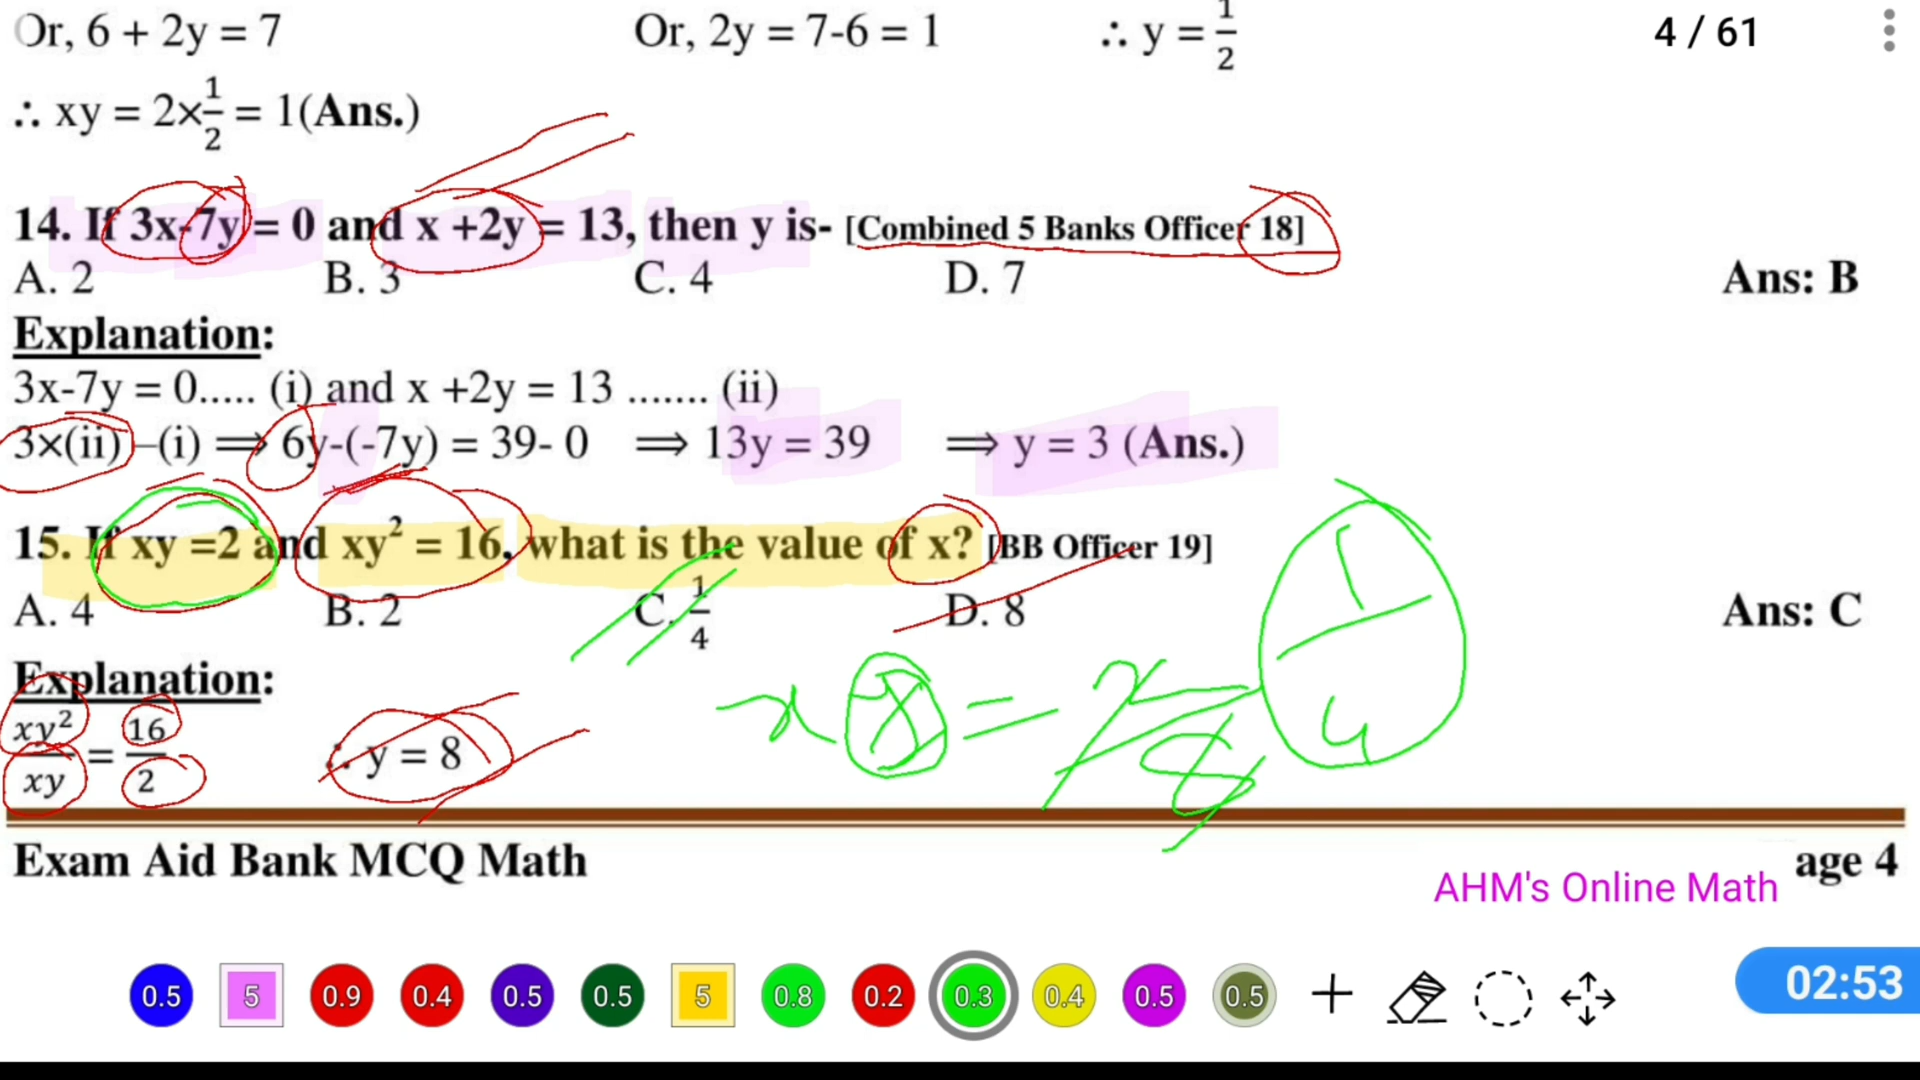 Or, 6 + 2y = 7 Or, 2y = 7-6 = 1 ∴ y = 1/2 4 / 61
∴ xy = 2×1/2 = 1(Ans.)
14. If 3x-7y = 0 and x +2y = 13, then y is- [Combined 5 Banks Officer 18]
A. 2 B. 3 C. 4 D. 7 Ans: B
Explanation:
3x-7y = 0..... (i) and x +2y = 13 ....... (ii)
3×(ii) –(i) ⟹ 6y-(-7y) = 39- 0 ⟹ 13y = 39 ⟹ y = 3 (Ans.)
15. If xy =2 and xy² = 16, what is the value of x? [BB Officer 19]
A. 4 B. 2 C. 1/4 D. 8 Ans: C
Explanation:
xy²/xy = 16/2 ∴ y = 8 x 8 = 2/8 = 1/4
Exam Aid Bank MCQ Math age 4
AHM's Online Math
0.5 5 0.9 0.4 0.5 0.5 5 0.8 0.2 0.3 0.4 0.5 0.5 02:53